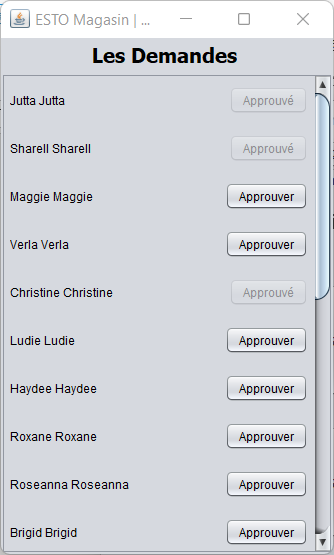 ESTO Magasin | ...
Les Demandes
Jutta Jutta Approuvé
Sharell Sharell Approuvé
Maggie Maggie Approuver
Verla Verla Approuver
Christine Christine Approuvé
Ludie Ludie Approuver
Haydee Haydee Approuver
Roxane Roxane Approuver
Roseanna Roseanna Approuver
Brigid Brigid Approuver